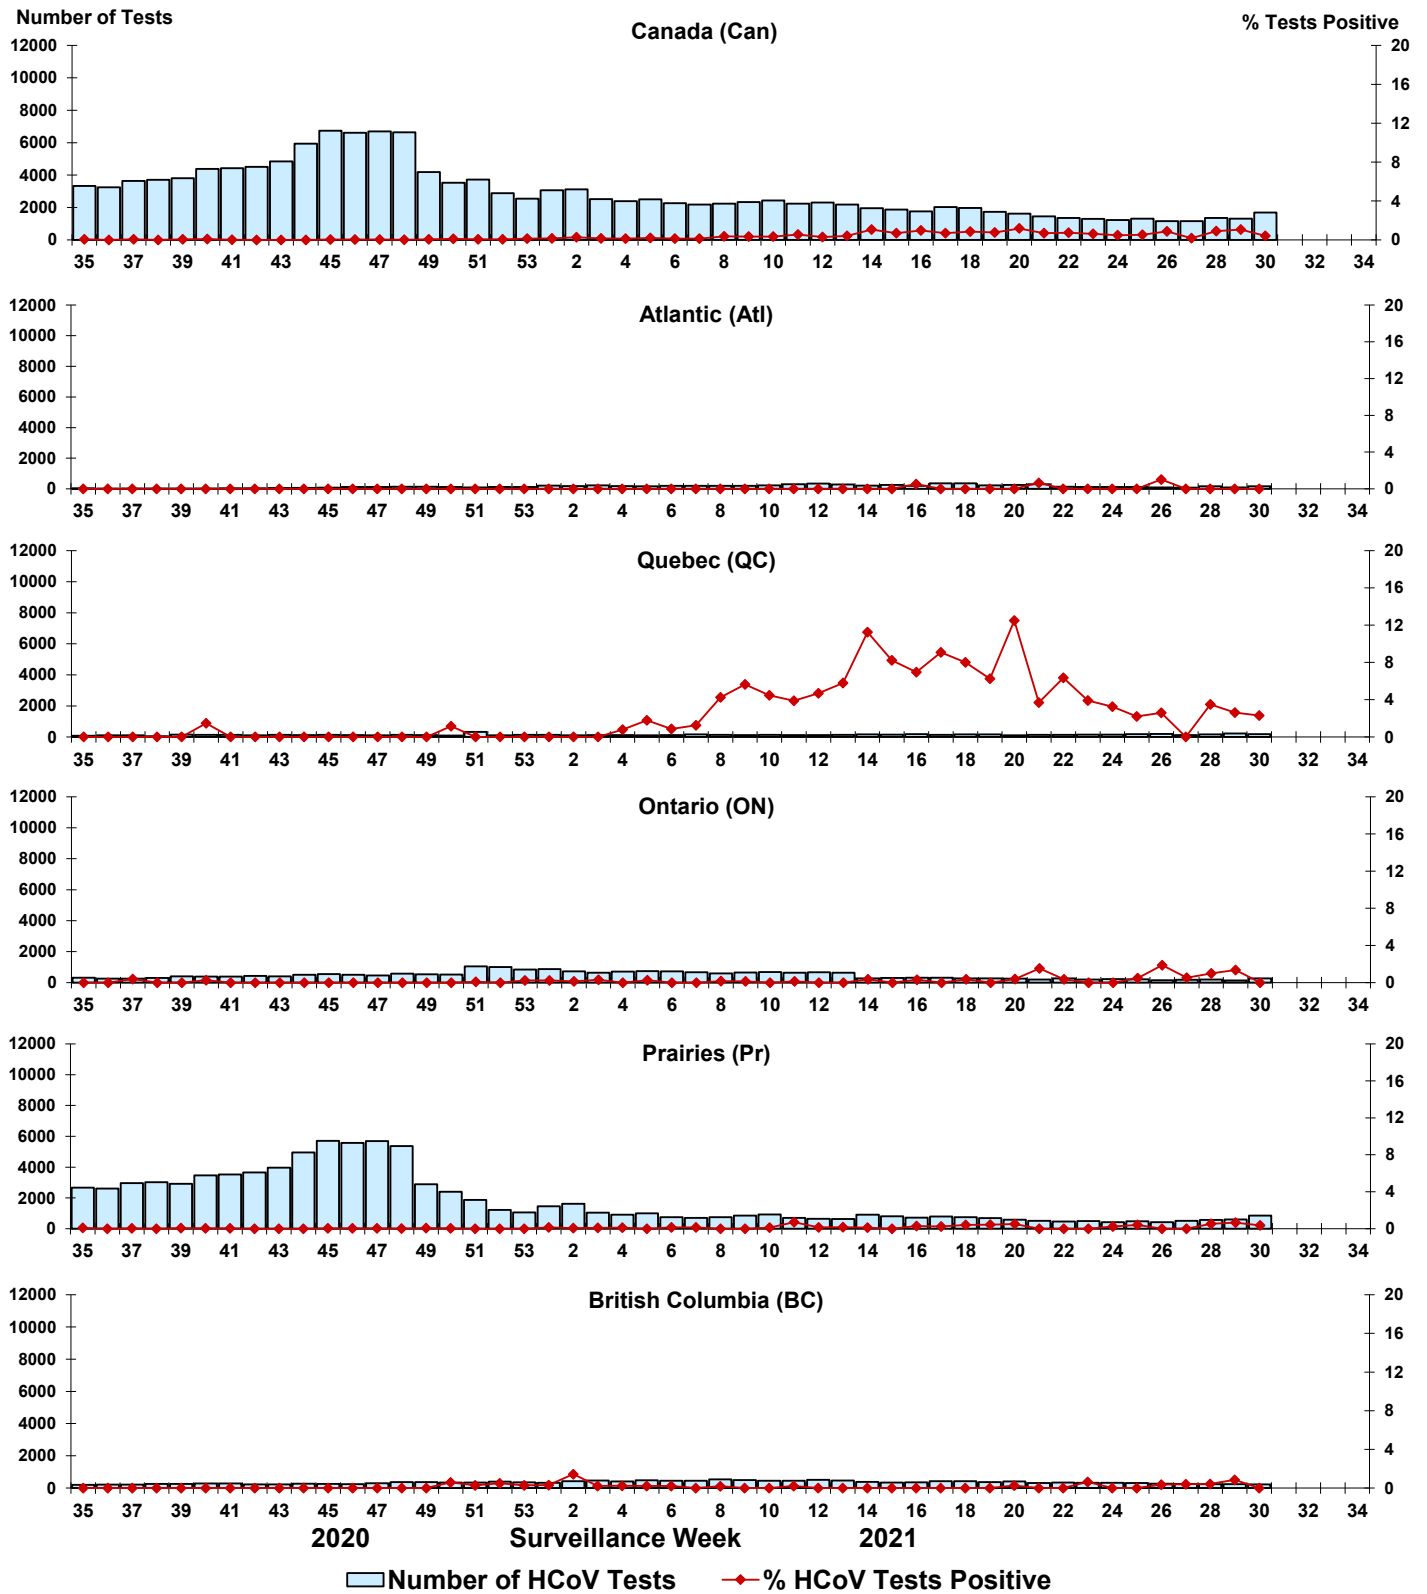 Number of Tests
Canada (Can)
% Tests Positive
12000 20
10000 16
8000 12
6000 8
4000 4
2000 0
0
35 37 39 41 43 45 47 49 51 53 2 4 6 8 10 12 14 16 18 20 22 24 26 28 30 32 34
Atlantic (Atl)
12000 20
10000 16
8000 12
6000 8
4000 4
2000 0
0
35 37 39 41 43 45 47 49 51 53 2 4 6 8 10 12 14 16 18 20 22 24 26 28 30 32 34
Quebec (QC)
12000 20
10000 16
8000 12
6000 8
4000 4
2000 0
0
35 37 39 41 43 45 47 49 51 53 2 4 6 8 10 12 14 16 18 20 22 24 26 28 30 32 34
Ontario (ON)
12000 20
10000 16
8000 12
6000 8
4000 4
2000 0
0
35 37 39 41 43 45 47 49 51 53 2 4 6 8 10 12 14 16 18 20 22 24 26 28 30 32 34
Prairies (Pr)
12000 20
10000 16
8000 12
6000 8
4000 4
2000 0
0
35 37 39 41 43 45 47 49 51 53 2 4 6 8 10 12 14 16 18 20 22 24 26 28 30 32 34
British Columbia (BC)
12000 20
10000 16
8000 12
6000 8
4000 4
2000 0
0
35 37 39 41 43 45 47 49 51 53 2 4 6 8 10 12 14 16 18 20 22 24 26 28 30 32 34
2020 Surveillance Week 2021
Number of HCoV Tests % HCoV Tests Positive